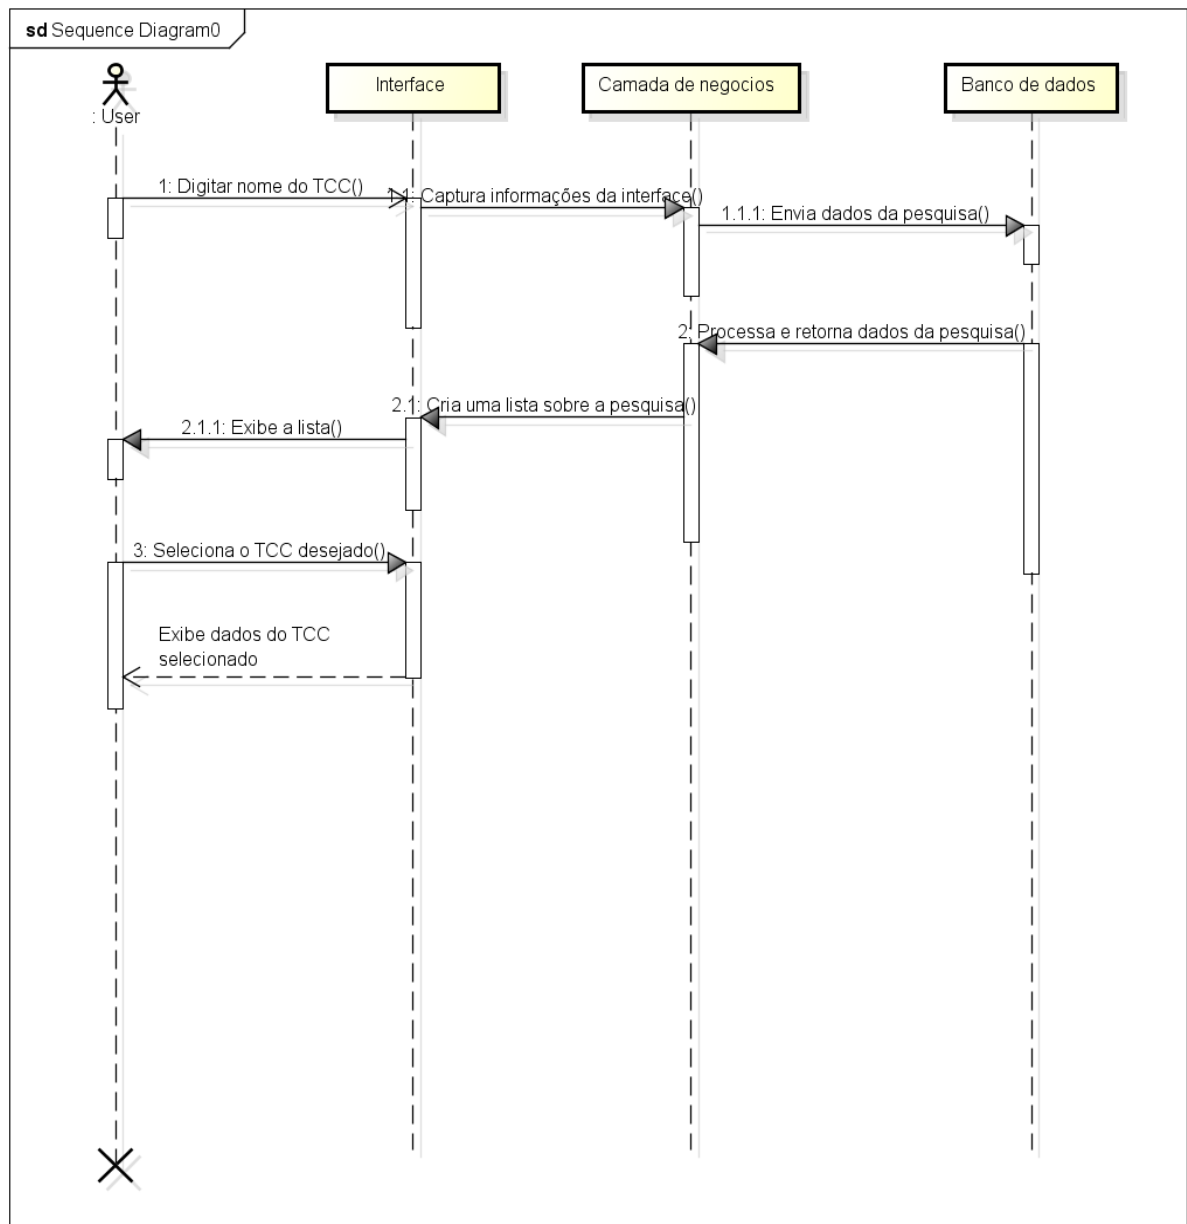 sd Sequence Diagram0
: User
Interface
Camada de negocios
Banco de dados
1: Digitar nome do TCC()
1.1: Captura informações da interface()
1.1.1: Envia dados da pesquisa()
2: Processa e retorna dados da pesquisa()
2.1: Cria uma lista sobre a pesquisa()
2.1.1: Exibe a lista()
3: Seleciona o TCC desejado()
Exibe dados do TCC
selecionado